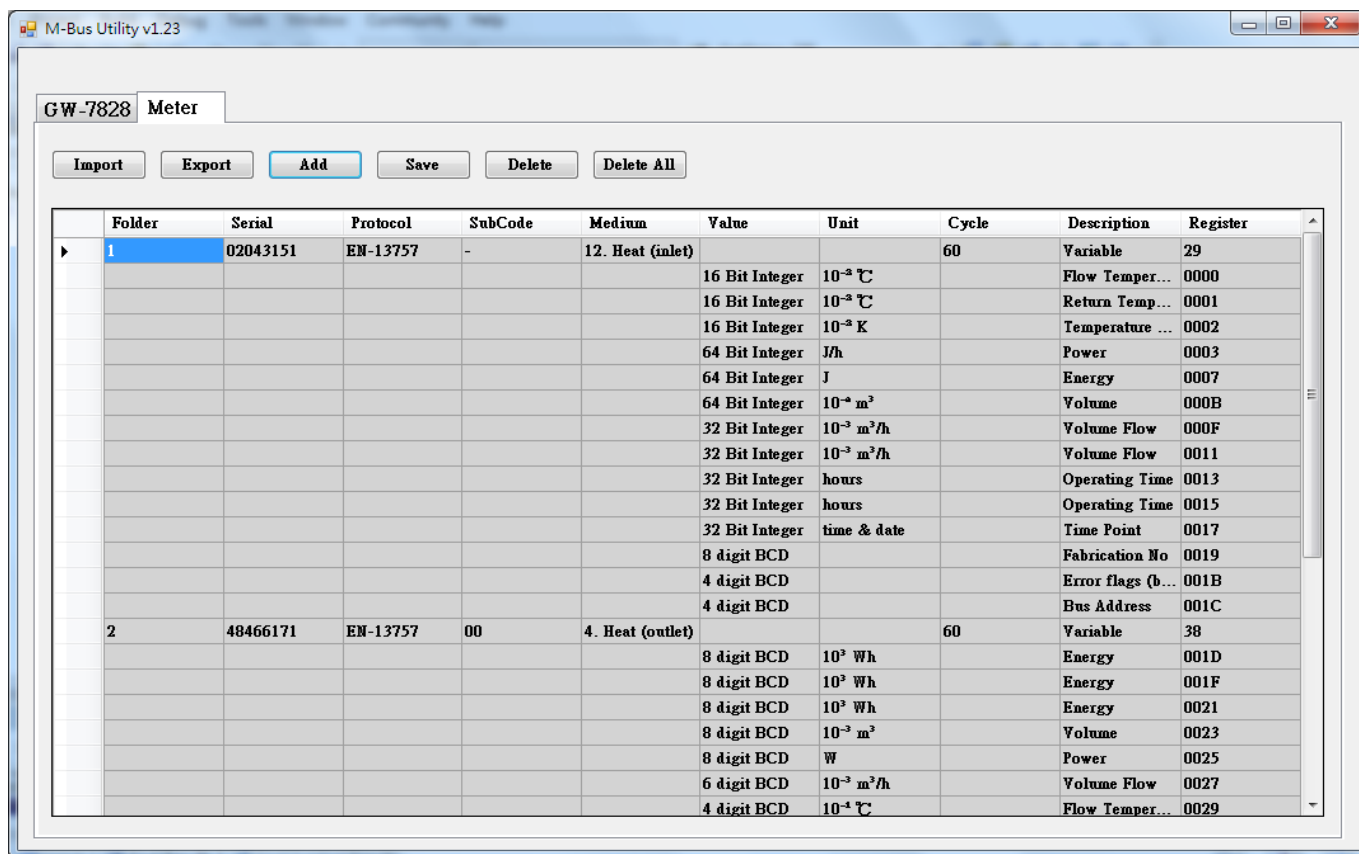 M-Bus Utility v1.23
GW-7828 Meter
Import Export Add Save Delete Delete All
Folder Serial Protocol SubCode Medium Value Unit Cycle Description Register
1 02043151 EN-13757 - 12. Heat (inlet) 60 Variable 29
16 Bit Integer ℃ Flow Temper... 0000
16 Bit Integer ℃ Return Temp... 0001
16 Bit Integer K Temperature ... 0002
64 Bit Integer J/h Power 0003
64 Bit Integer J Energy 0007
64 Bit Integer m³ Volume 000B
32 Bit Integer 10⁻³ m³/h Volume Flow 000F
32 Bit Integer 10⁻³ m³/h Volume Flow 0011
32 Bit Integer hours Operating Time 0013
32 Bit Integer hours Operating Time 0015
32 Bit Integer time & date Time Point 0017
8 digit BCD Fabrication No 0019
4 digit BCD Error flags (b... 001B
4 digit BCD Bus Address 001C
2 48466171 EN-13757 00 4. Heat (outlet) 60 Variable 38
8 digit BCD 10³ Wh Energy 001D
8 digit BCD 10³ Wh Energy 001F
8 digit BCD 10³ Wh Energy 0021
8 digit BCD 10⁻³ m³ Volume 0023
8 digit BCD W Power 0025
6 digit BCD 10⁻³ m³/h Volume Flow 0027
4 digit BCD 10⁻¹ ℃ Flow Temper... 0029